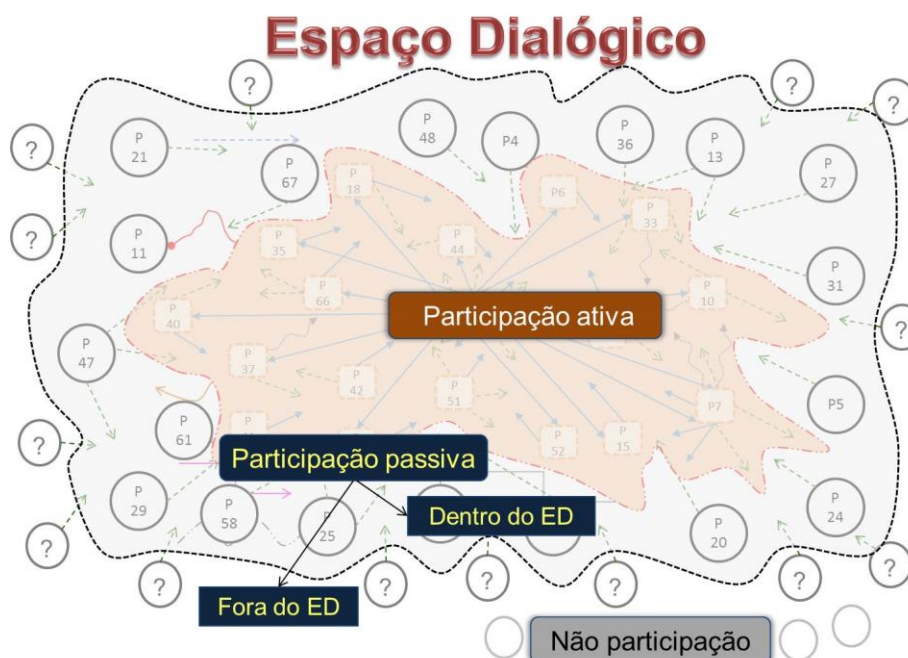 Espaço Dialógico
?
?
?
?
P
21
P
48
P4
P
36
P
13
P
27
P
67
P
18
P6
P
33
?
P
11
P
35
P
44
P
31
P
66
P
10
P
40
Participação ativa
?
P
47
P
37
P
42
P
51
P7
P5
P
61
?
P
52
P
15
Participação passiva
P
29
P
58
P
25
Dentro do ED
P
20
P
24
?
?
?
?
?
?
?
?
Fora do ED
Não participação